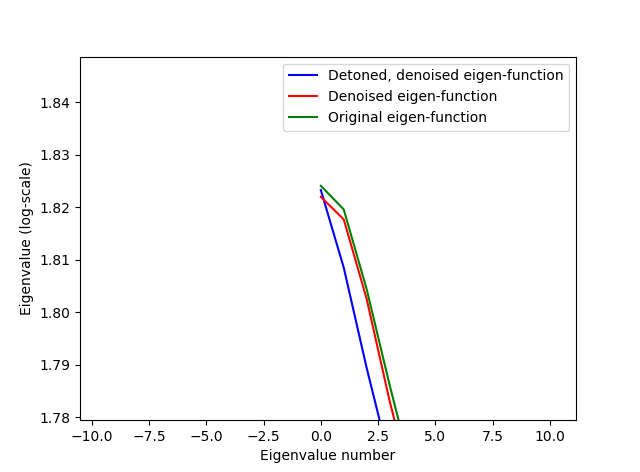 Detoned, denoised eigen-function
Denoised eigen-function
Original eigen-function
Eigenvalue (log-scale)
1.84
1.83
1.82
1.81
1.80
1.79
1.78
−10.0 −7.5 −5.0 −2.5 0.0 2.5 5.0 7.5 10.0
Eigenvalue number